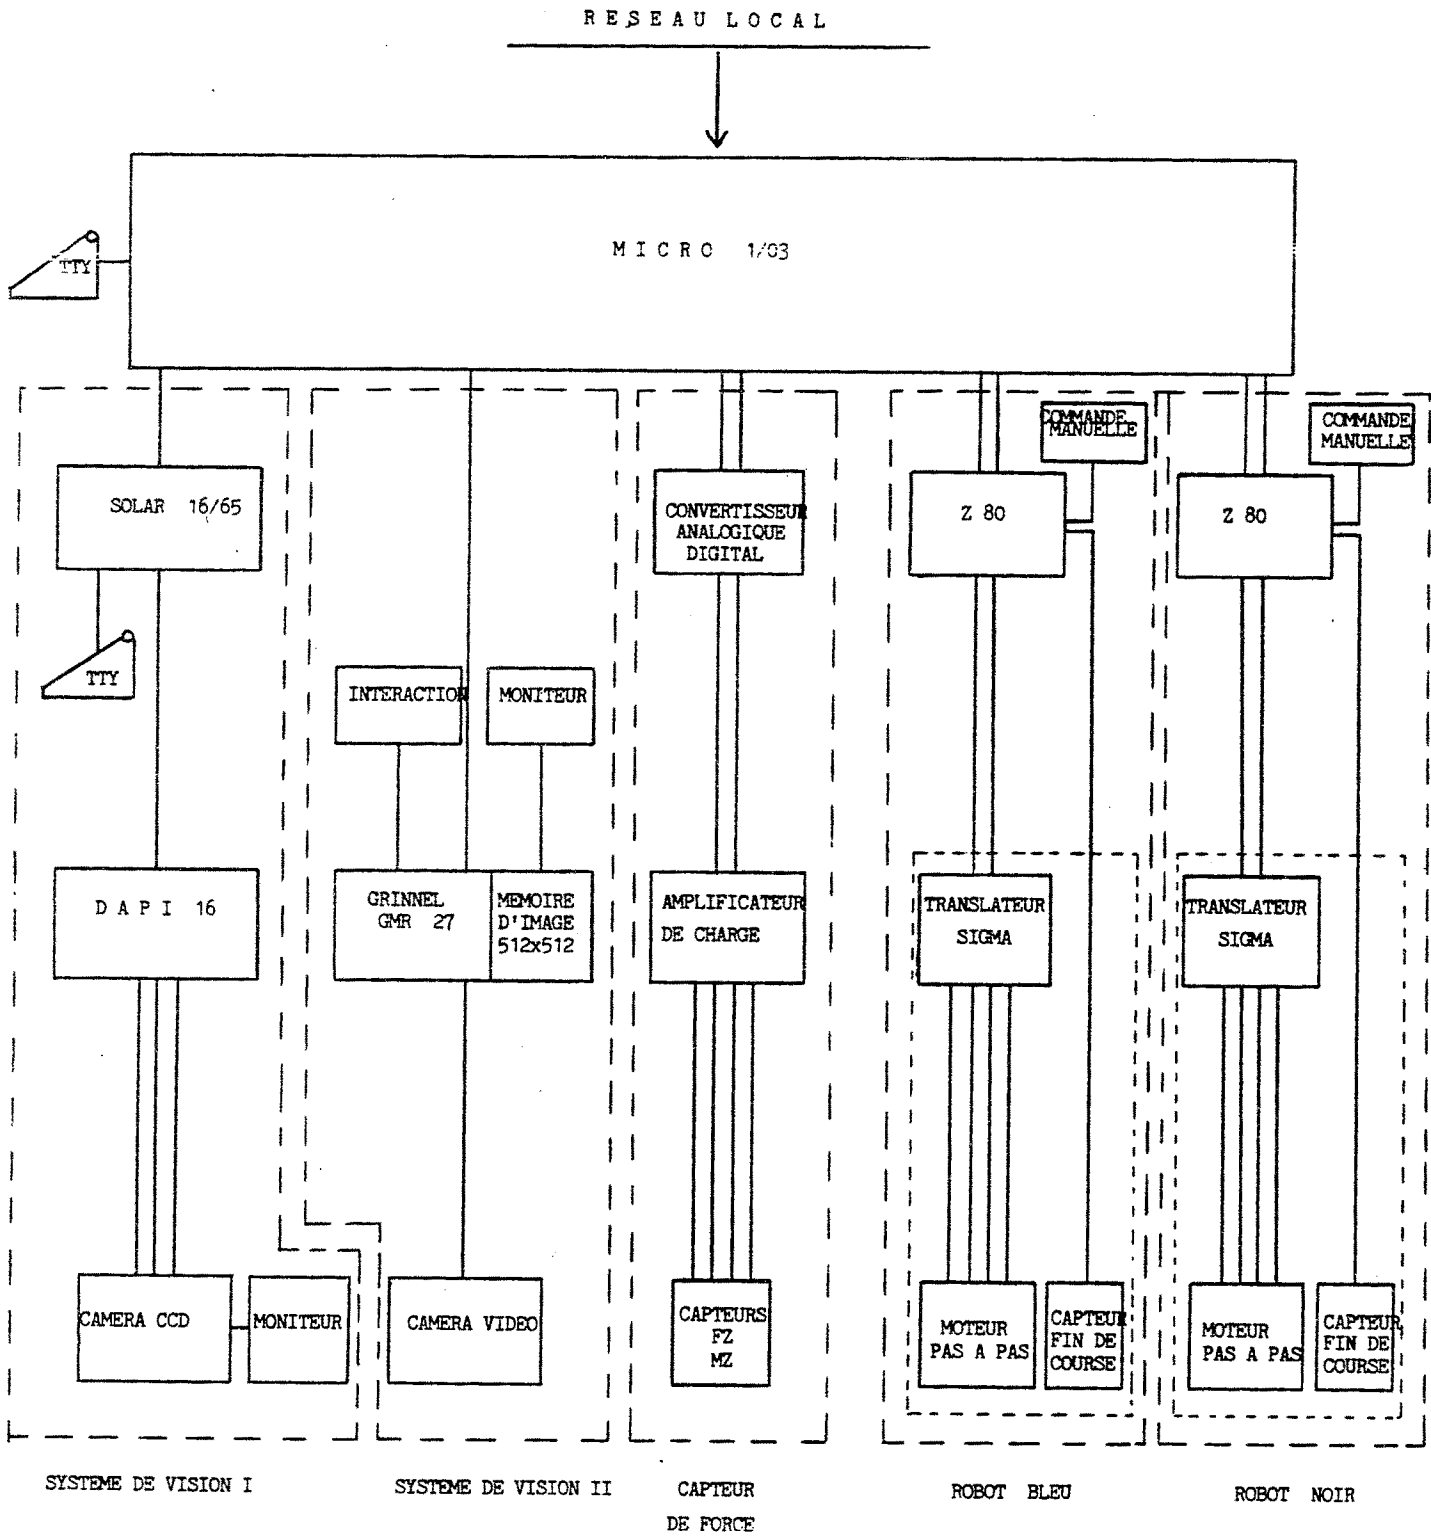 RESEAU LOCAL
MICRO 1/03
TTY
COMMANDE
MANUELLE
COMMANDE
MANUELLE
SOLAR 16/65
CONVERTISEUR
ANALOGIQUE
DIGITAL
Z 80
Z 80
TTY
INTERACTION
MONITEUR
DAPI 16
GRINNEL
GMR 27
MEMOIRE
D'IMAGE
512x512
AMPLIFICATEUR
DE CHARGE
TRANSLATEUR
SIGMA
TRANSLATEUR
SIGMA
CAMERA CCD
MONITEUR
CAMERA VIDEO
CAPTEURS
FZ
MZ
MOTEUR
PAS A PAS
CAPTEUR
FIN DE
COURSE
MOTEUR
PAS A PAS
CAPTEUR
FIN DE
COURSE
SYSTEME DE VISION I
SYSTEME DE VISION II
CAPTEUR
DE FORCE
ROBOT BLEU
ROBOT NOIR